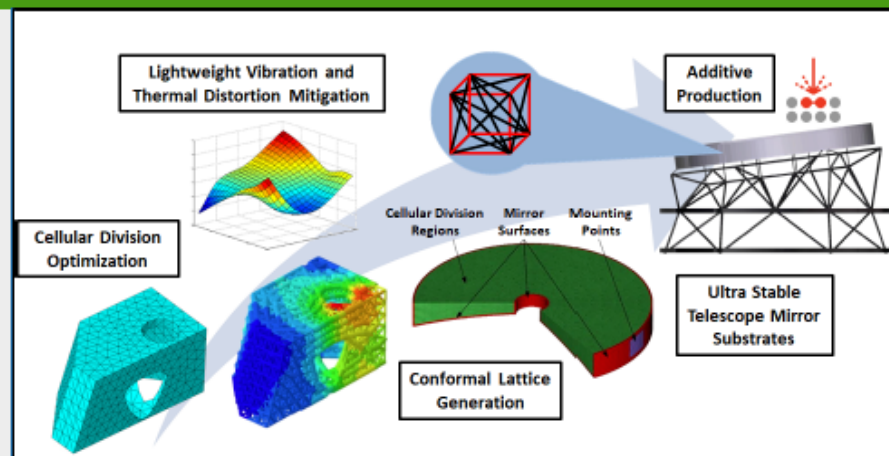 Lightweight Vibration and
Thermal Distortion Mitigation
Additive
Production
Cellular Division
Optimization
Cellular Division
Regions
Mirror
Surfaces
Mounting
Points
Ultra Stable
Telescope Mirror
Substrates
Conformal Lattice
Generation